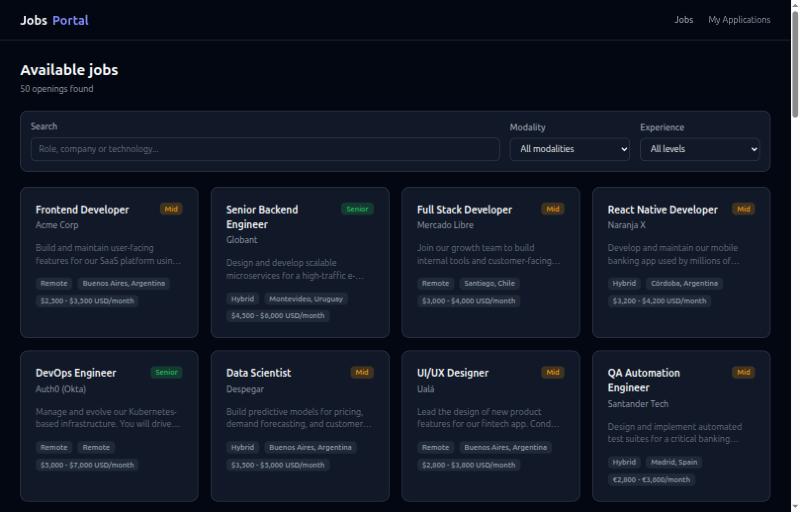 Jobs Portal
Jobs
My Applications
Available jobs
50 openings found
Search
Role, company or technology...
Modality
All modalities
Experience
All levels
Frontend Developer
Mid
Acme Corp
Build and maintain user-facing
features for our SaaS platform usin...
Remote
Buenos Aires, Argentina
$2,500 - $3,500 USD/month
Senior Backend
Engineer
Senior
Globant
Design and develop scalable
microservices for a high-traffic e-...
Hybrid
Montevideo, Uruguay
$4,500 - $6,000 USD/month
Full Stack Developer
Mid
Mercado Libre
Join our growth team to build
internal tools and customer-facing...
Remote
Santiago, Chile
$3,000 - $4,000 USD/month
React Native Developer
Mid
Naranja X
Develop and maintain our mobile
banking app used by millions of...
Hybrid
Córdoba, Argentina
$3,200 - $4,200 USD/month
DevOps Engineer
Senior
Auth0 (Okta)
Manage and evolve our Kubernetes-
based infrastructure. You will drive...
Remote
Remote
$5,000 - $7,000 USD/month
Data Scientist
Mid
Despegar
Build predictive models for pricing,
demand forecasting, and customer...
Hybrid
Buenos Aires, Argentina
$3,500 - $5,000 USD/month
UI/UX Designer
Mid
Ualá
Lead the design of new product
features for our fintech app. Cond...
Remote
Buenos Aires, Argentina
$2,800 - $3,800 USD/month
QA Automation
Engineer
Mid
Santander Tech
Design and implement automated
test suites for a critical banking...
Hybrid
Madrid, Spain
€2,800 - €3,600/month